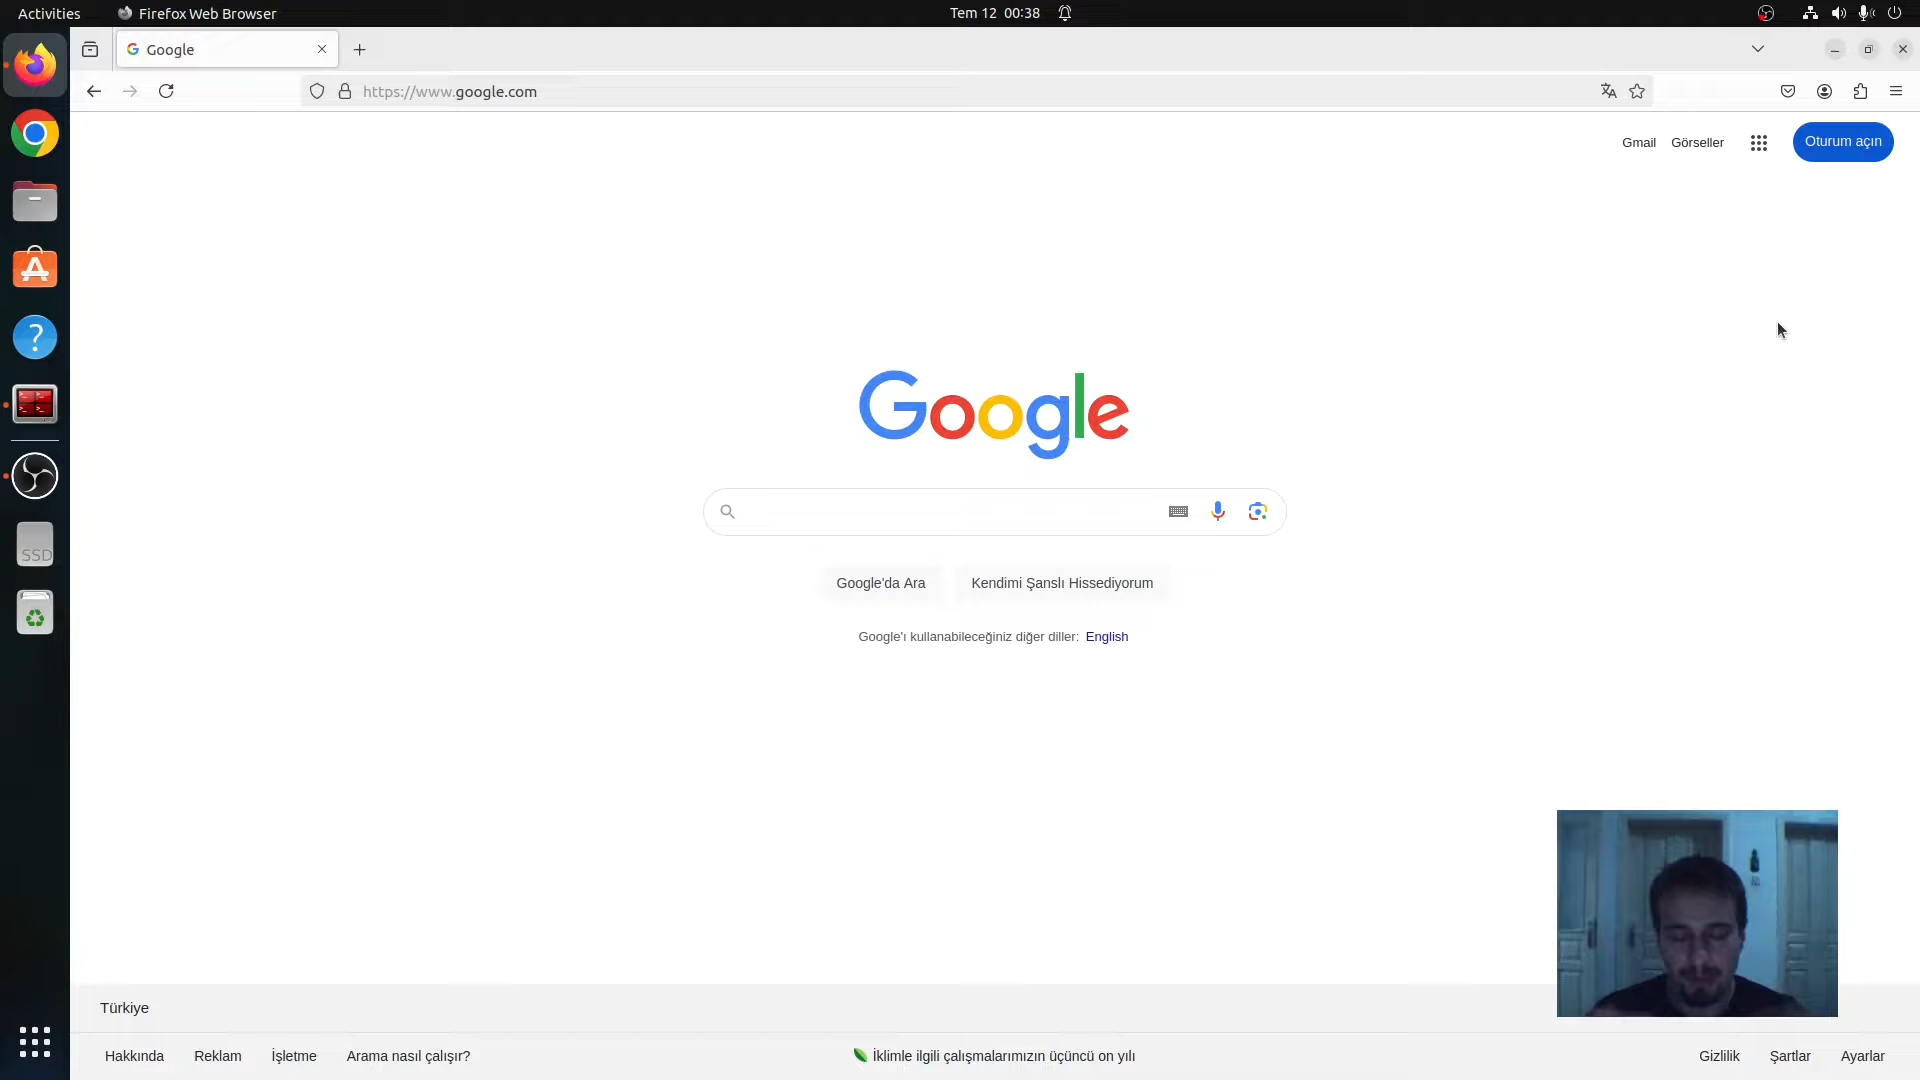 Activities
Firefox Web Browser
Tem 12 00:38
Google
https://www.google.com
Gmail
Görseller
Oturum açın
Google
Google'da Ara
Kendimi Şanslı Hissediyorum
Google'ı kullanabileceğiniz diğer diller: English
SSD
Türkiye
Hakkında
Reklam
İşletme
Arama nasıl çalışır?
İklimle ilgili çalışmalarımızın üçüncü on yılı
Gizlilik
Şartlar
Ayarlar